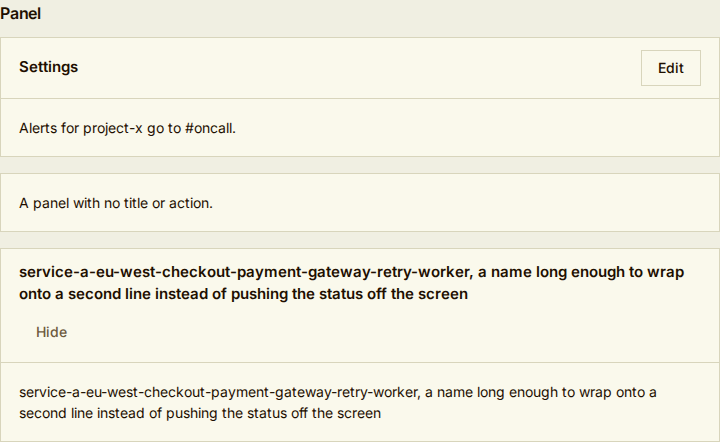 Panel
Settings
Edit
Alerts for project-x go to #oncall.
A panel with no title or action.
service-a-eu-west-checkout-payment-gateway-retry-worker, a name long enough to wrap
onto a second line instead of pushing the status off the screen
Hide
service-a-eu-west-checkout-payment-gateway-retry-worker, a name long enough to wrap onto a
second line instead of pushing the status off the screen